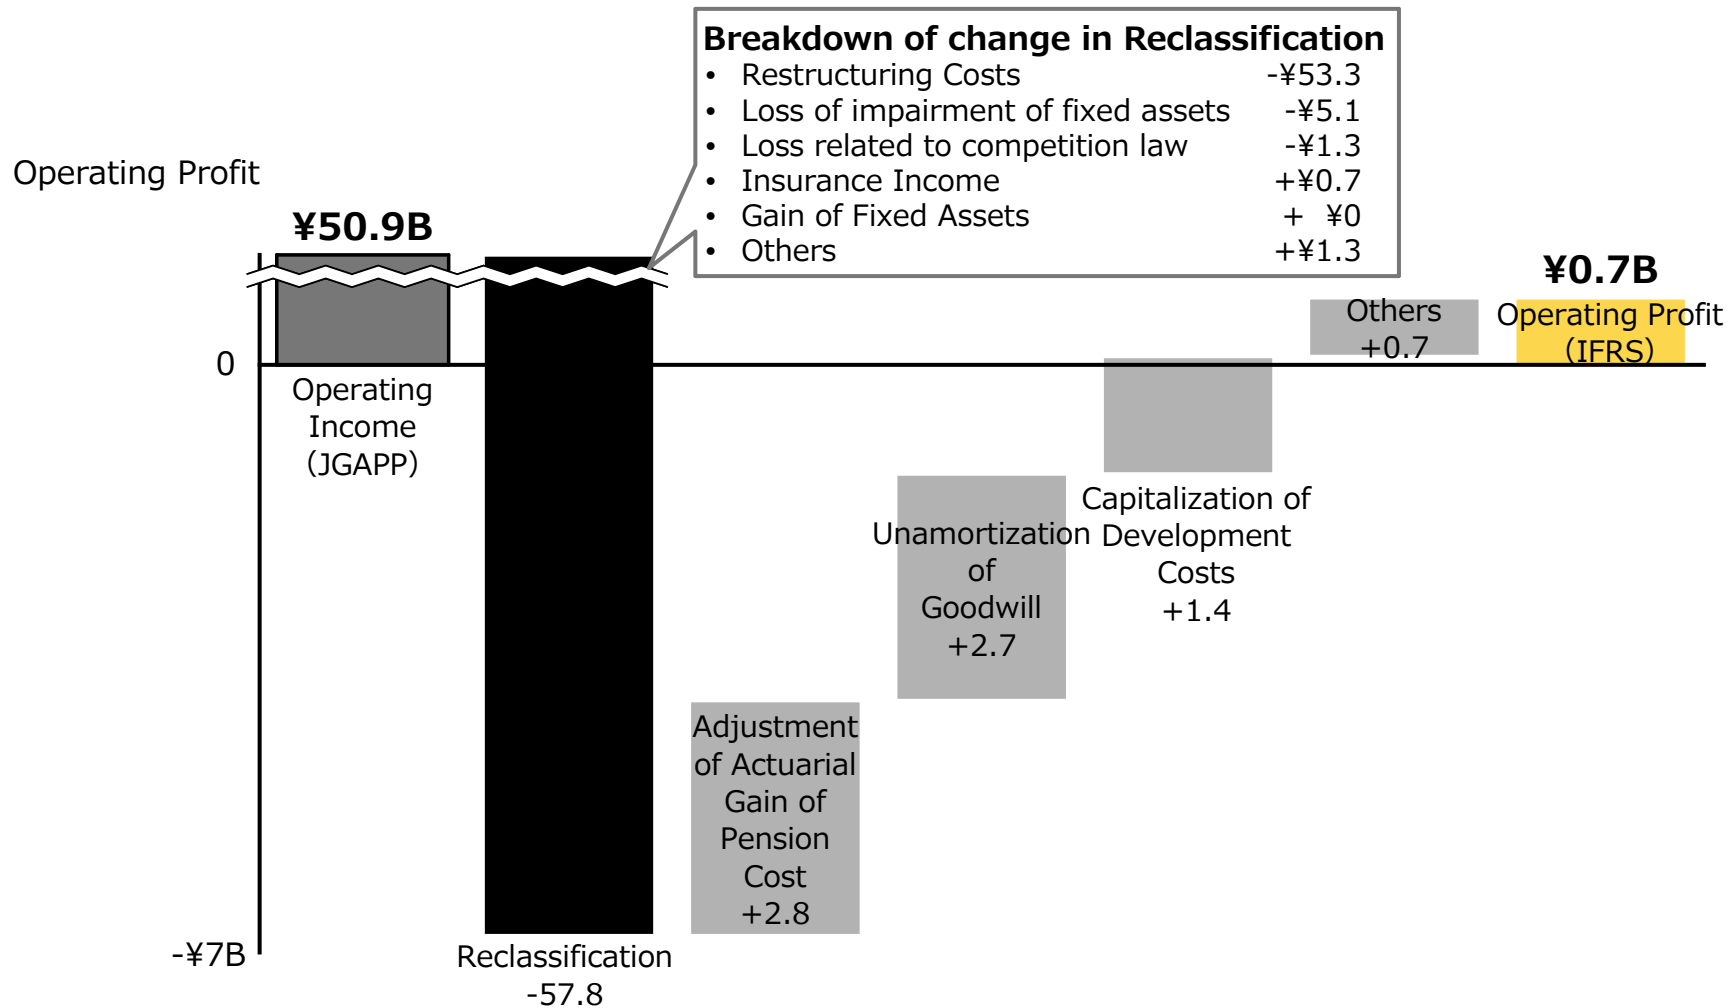 Breakdown of change in Reclassification
• Restructuring Costs -¥53.3
• Loss of impairment of fixed assets -¥5.1
• Loss related to competition law -¥1.3
• Insurance Income +¥0.7
• Gain of Fixed Assets + ¥0
• Others +¥1.3
Operating Profit
¥50.9B
¥0.7B
0
-¥7B
Operating
Income
(JGAPP)
Reclassification
-57.8
Adjustment
of Actuarial
Gain of
Pension
Cost
+2.8
Unamortization
of
Goodwill
+2.7
Capitalization of
Development
Costs
+1.4
Others
+0.7
Operating Profit
(IFRS)